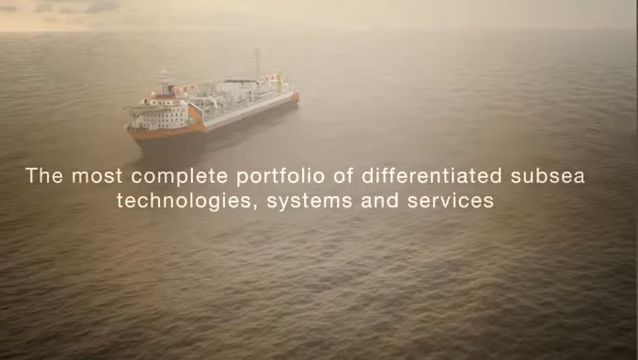 The most complete portfolio of differentiated subsea
technologies, systems and services